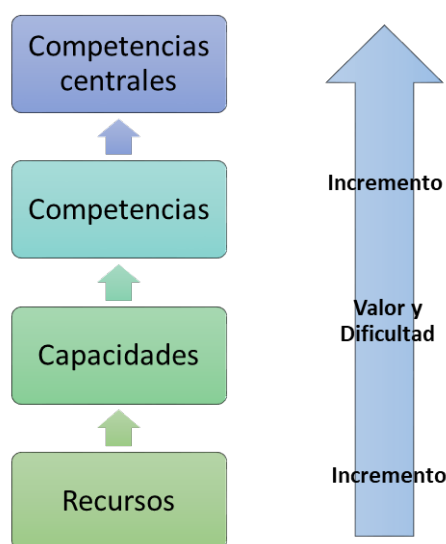 Competencias
centrales
Competencias
Capacidades
Recursos
Incremento
Valor y
Dificultad
Incremento